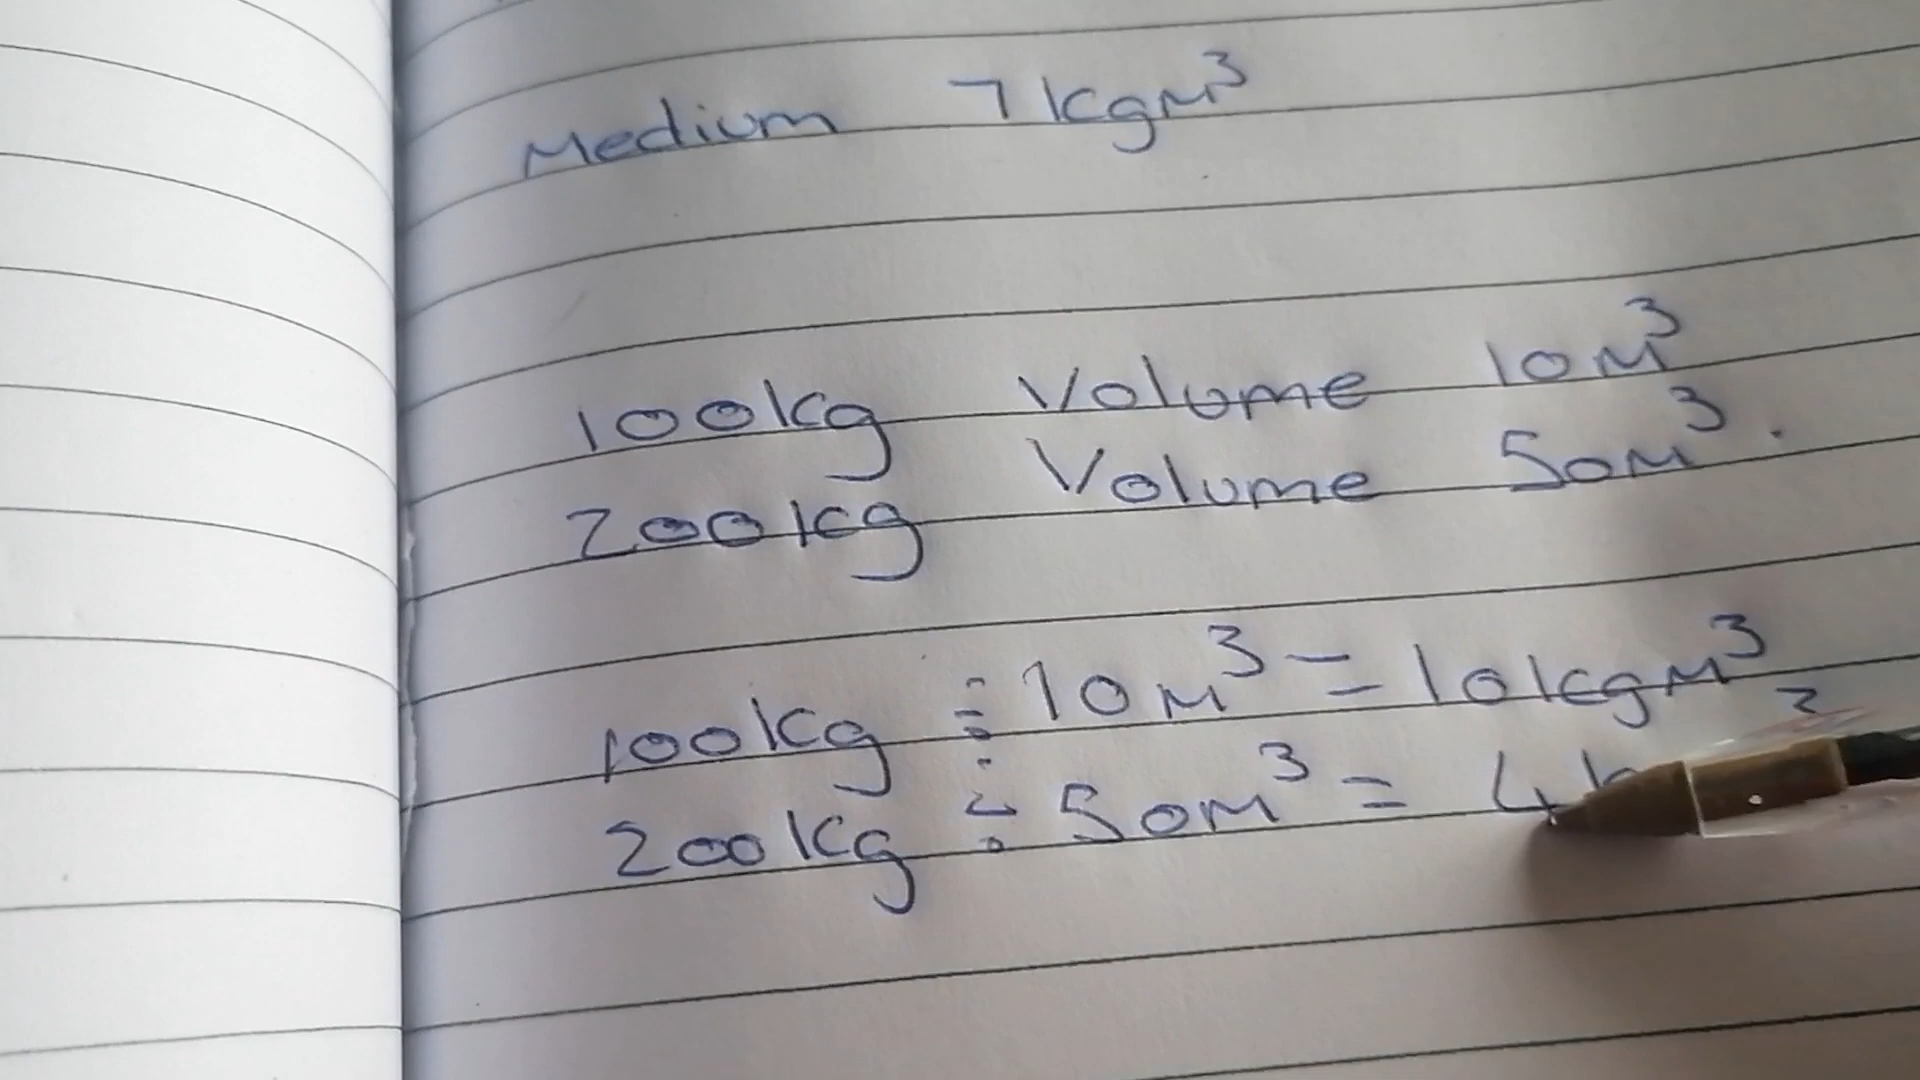 Medium 7kgm³
100kg Volume 10m³
200kg Volume 50m³.
100kg ÷ 10m³ = 10kgm³
200kg ÷ 50m³ = 4